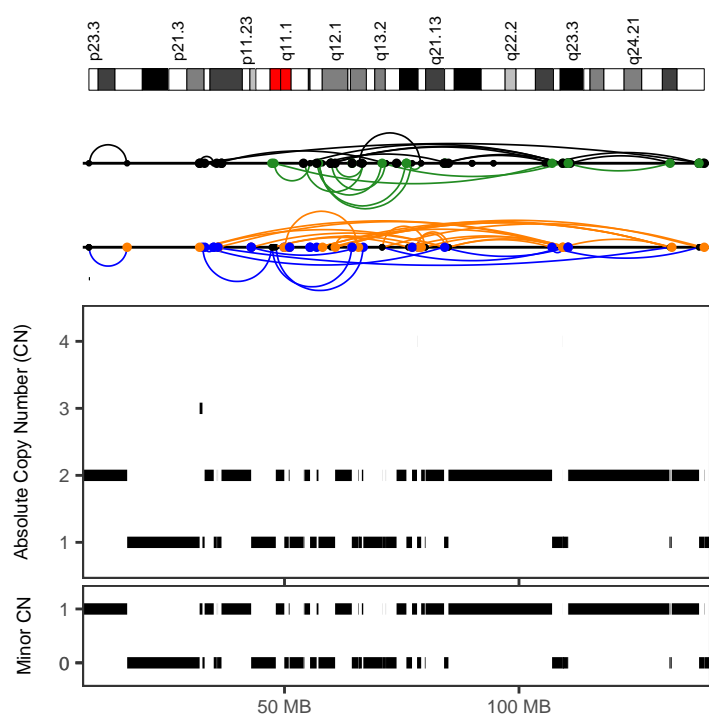 p23.3 p21.3 p11.23 q11.1 q12.1 q13.2 q21.13 q22.2 q23.3 q24.21
Absolute Copy Number (CN)
4
3
2
1
Minor CN
1
0
50 MB 100 MB